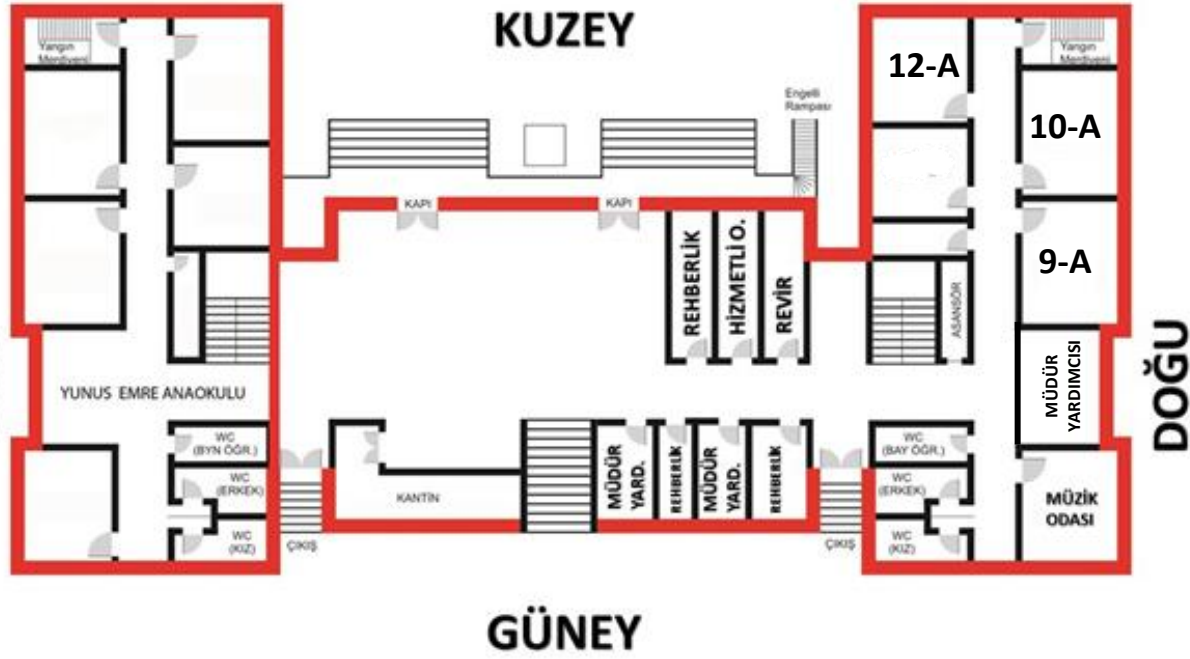 KUZEY
Yangın
Merdiveni
12-A
Yangın
Merdiveni
10-A
Engelli
Rampası
KAPI
KAPI
REHBERLİK
HİZMETLİ O.
REVİR
9-A
ASANSÖR
DOĞU
YUNUS EMRE ANAOKULU
MÜDÜR
YARDIMCISI
WC
(BYN ÖĞR.)
WC
(ERKEK)
WC
(KIZ)
ÇIKIŞ
KANTİN
MÜDÜR
YARD.
REHBERLİK
MÜDÜR
YARD.
REHBERLİK
ÇIKIŞ
WC
(BAY ÖĞR.)
WC
(ERKEK)
WC
(KIZ)
MÜZİK
ODASI
GÜNEY